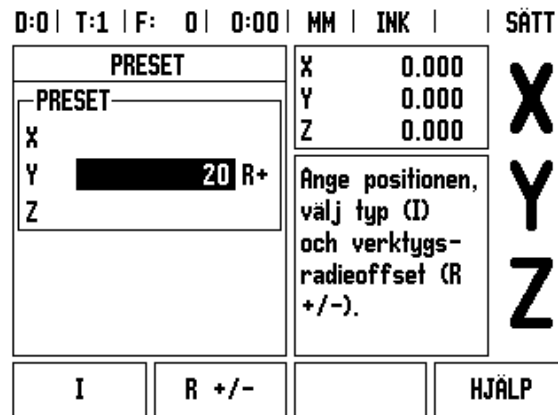 D:0 | T:1 | F: 0 | 0:00 | MM | INK | | SÄTT
PRESET
PRESET
X
Y 20 R+
Z
X 0.000
Y 0.000
Z 0.000
Ange positionen,
välj typ (I)
och verktygs-
radieoffset (R
+/-).
X
Y
Z
I
R +/-
HJÄLP